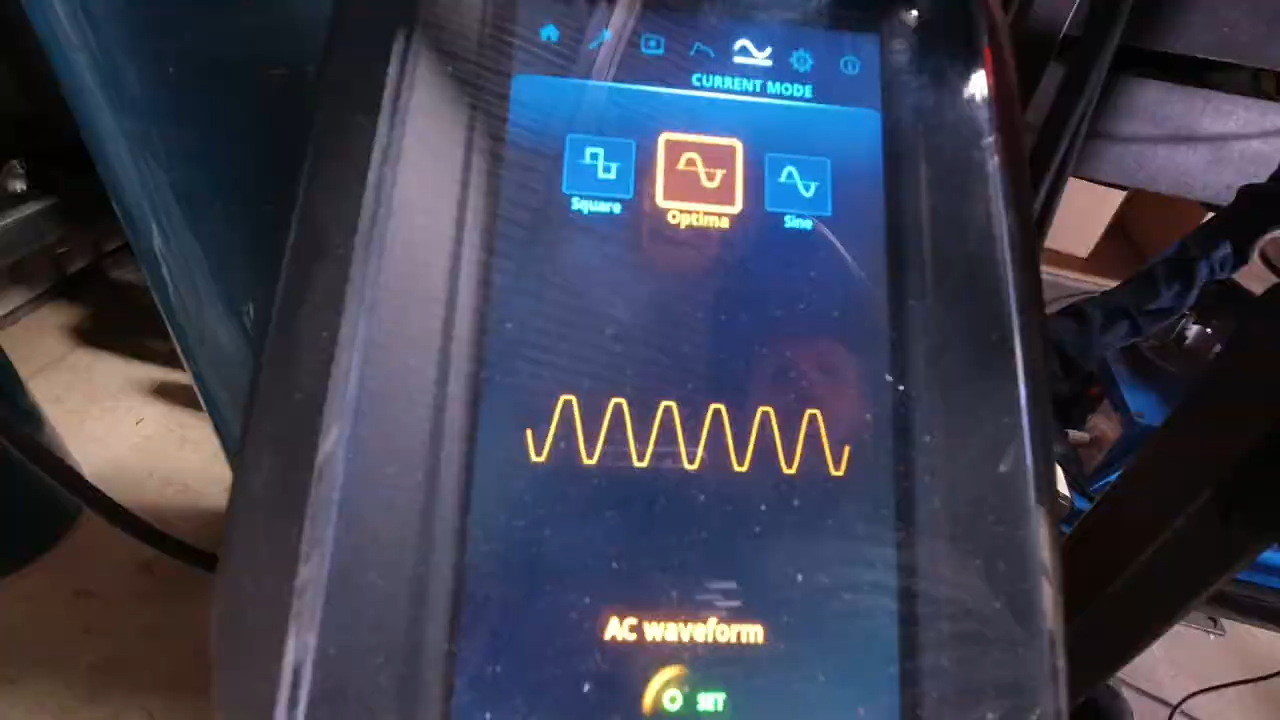 CURRENT MODE
Square
Optima
Sine
AC waveform
SET